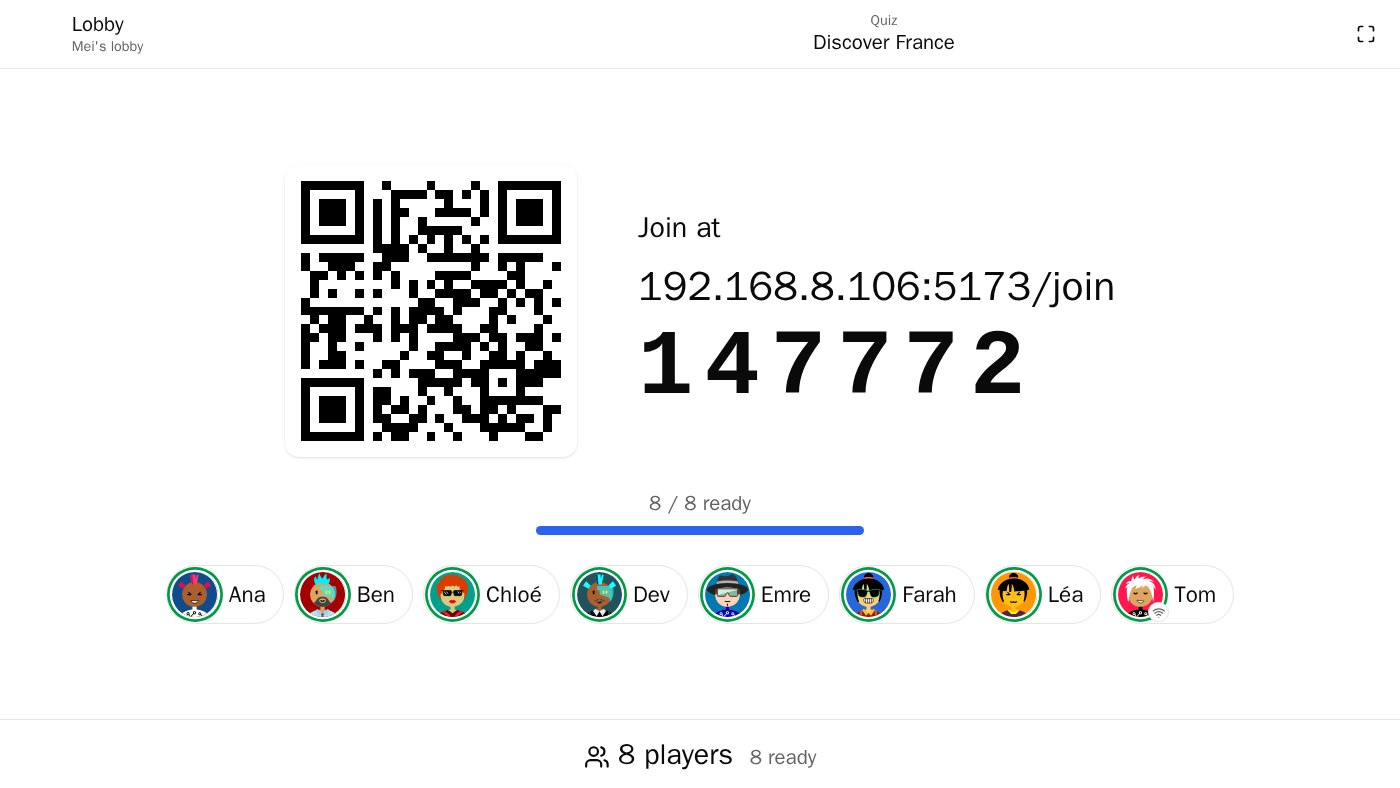 Lobby
Mei's lobby
Quiz
Discover France
Join at
192.168.8.106:5173/join
147772
8 / 8 ready
Ana
Ben
Chloé
Dev
Emre
Farah
Léa
Tom
8 players 8 ready